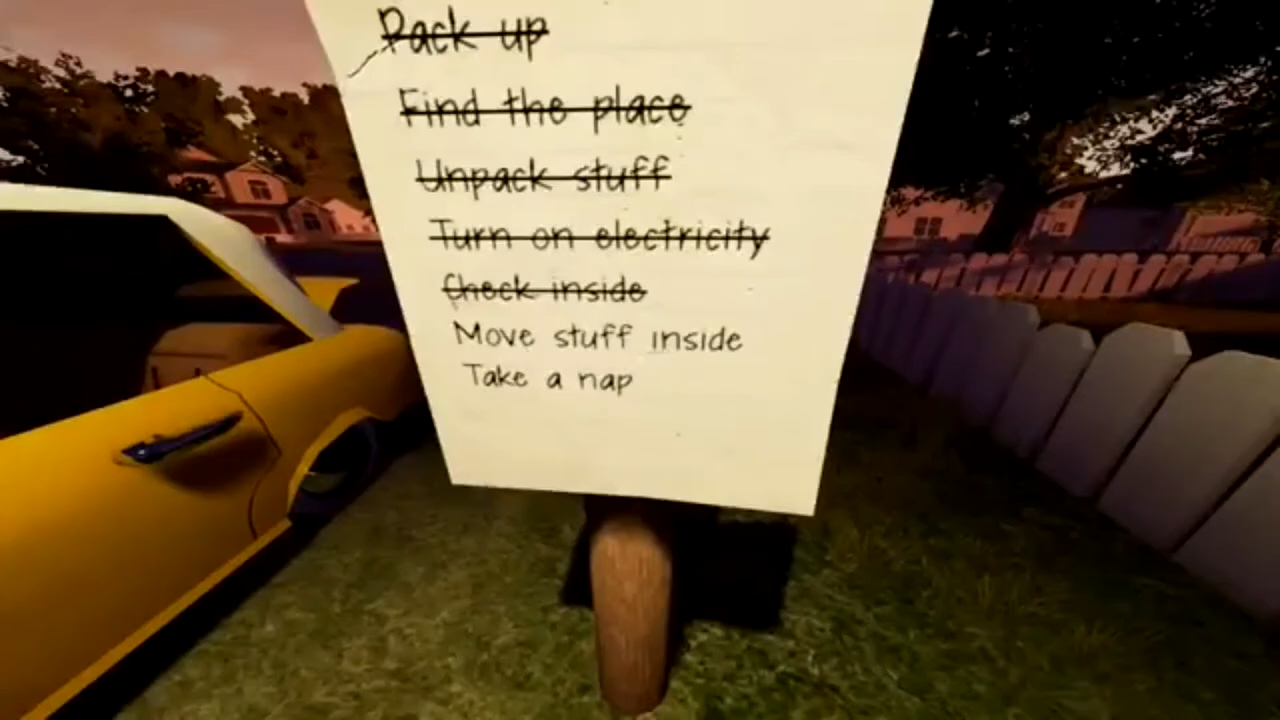 Pack up
Find the place
Unpack stuff
Turn on electricity
Check inside
Move stuff inside
Take a nap